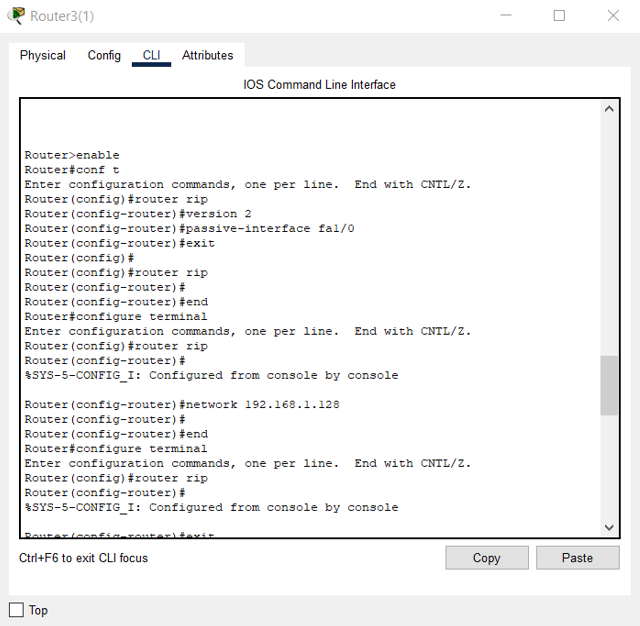 Router3(1)
Physical Config CLI Attributes
IOS Command Line Interface
Router>enable
Router#conf t
Enter configuration commands, one per line.  End with CNTL/Z.
Router(config)#router rip
Router(config-router)#version 2
Router(config-router)#passive-interface fa1/0
Router(config-router)#exit
Router(config)#
Router(config)#router rip
Router(config-router)#
Router(config-router)#end
Router#configure terminal
Enter configuration commands, one per line.  End with CNTL/Z.
Router(config)#router rip
Router(config-router)#
%SYS-5-CONFIG_I: Configured from console by console
Router(config-router)#network 192.168.1.128
Router(config-router)#
Router(config-router)#end
Router#configure terminal
Enter configuration commands, one per line.  End with CNTL/Z.
Router(config)#router rip
Router(config-router)#
%SYS-5-CONFIG_I: Configured from console by console
Router(config-router)#exit
Ctrl+F6 to exit CLI focus
Copy Paste
Top